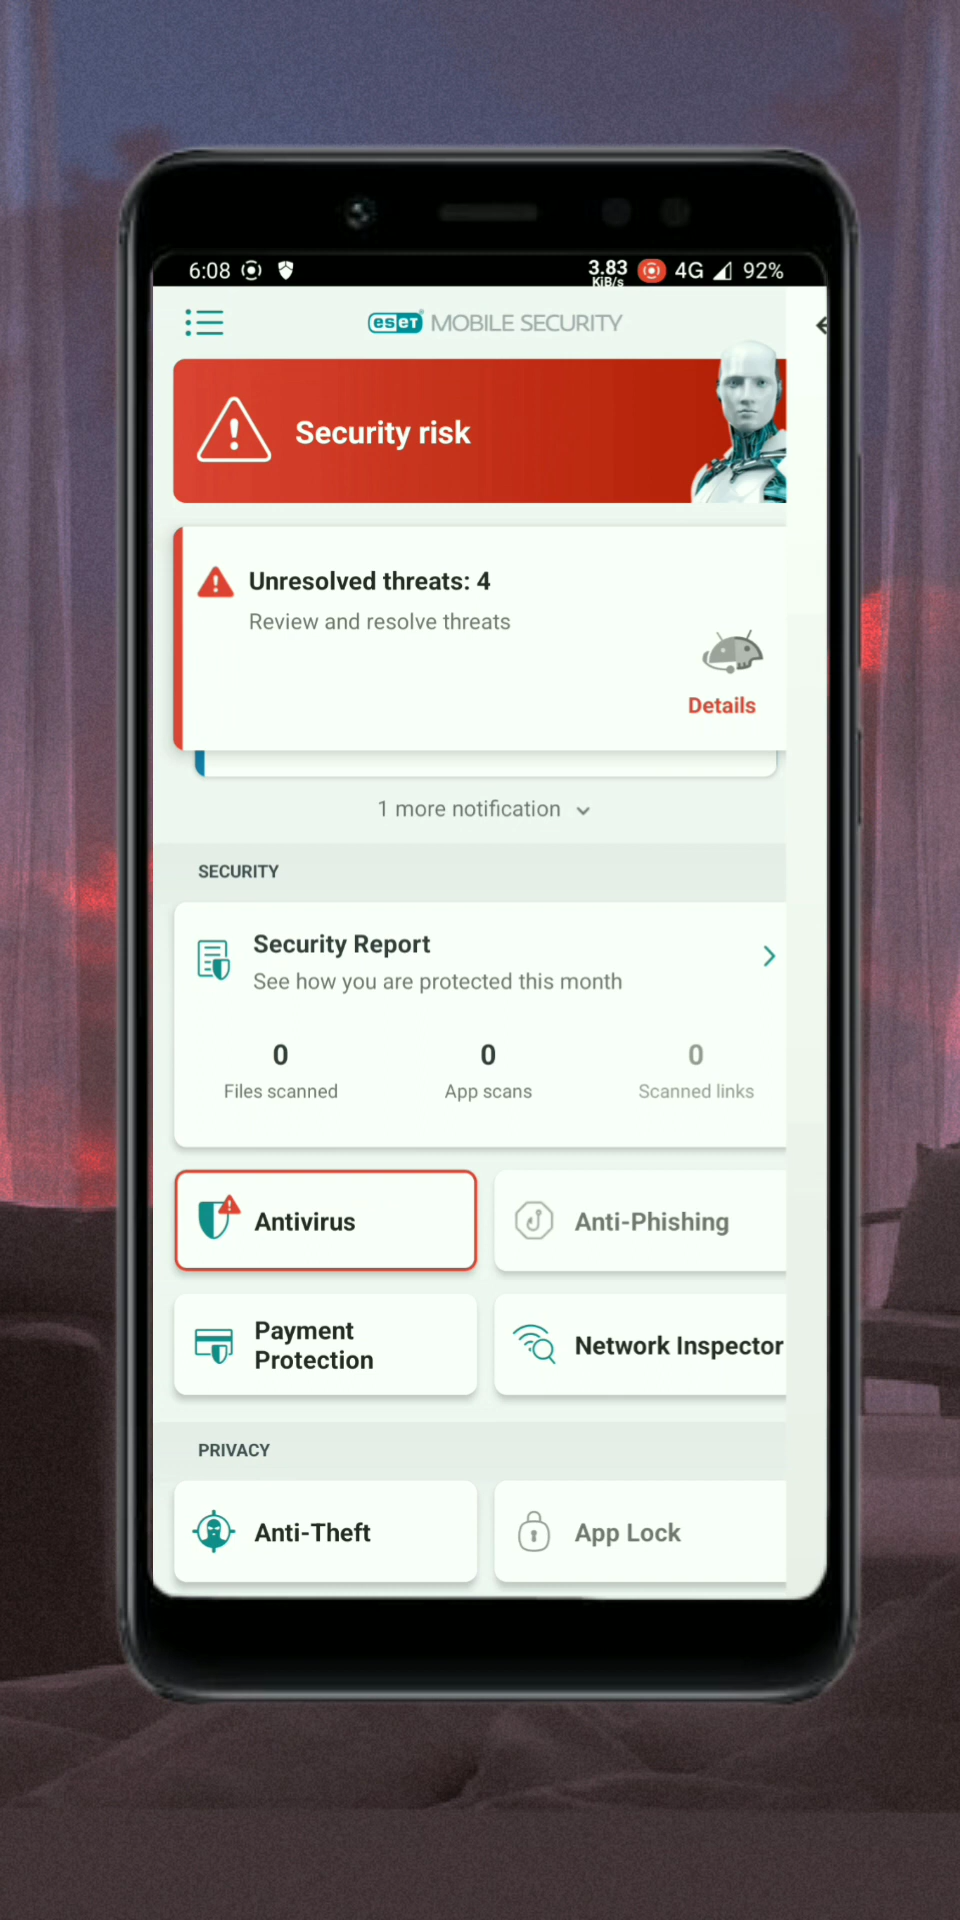 6:08 3.83 KiB/s 4G 92%
eset MOBILE SECURITY
Security risk
Unresolved threats: 4
Review and resolve threats
Details
1 more notification
SECURITY
Security Report
See how you are protected this month
0 0 0
Files scanned App scans Scanned links
Antivirus Anti-Phishing
Payment
Protection
Network Inspector
PRIVACY
Anti-Theft App Lock